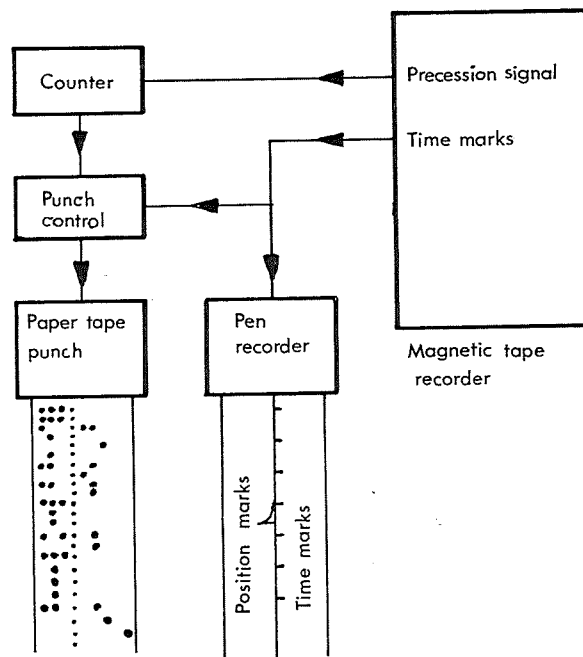 Counter
Precession signal
Time marks
Punch
control
Paper tape
punch
Pen
recorder
Magnetic tape
recorder
Position marks
Time marks